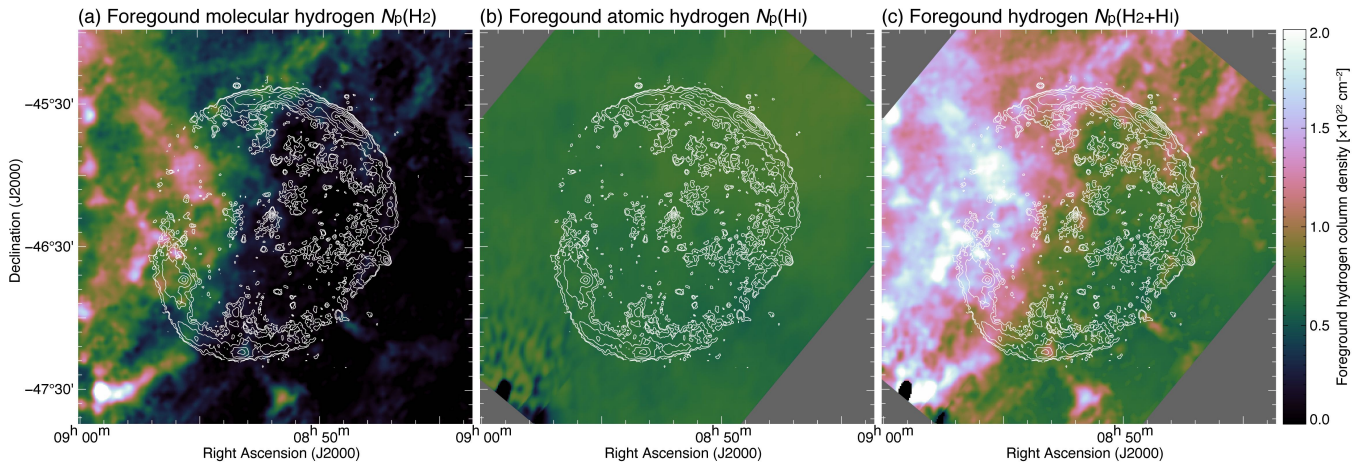 (a) Foregound molecular hydrogen Np(H2)
(b) Foregound atomic hydrogen Np(HI)
(c) Foregound hydrogen Np(H2+HI)
2.0
1.5
1.0
0.5
0.0
Foreground hydrogen column density [×10²² cm⁻²]
−45°30'
−46°30'
−47°30'
Declination (J2000)
09ʰ 00ᵐ
08ʰ 50ᵐ
09ʰ 00ᵐ
08ʰ 50ᵐ
09ʰ 00ᵐ
08ʰ 50ᵐ
Right Ascension (J2000)
Right Ascension (J2000)
Right Ascension (J2000)